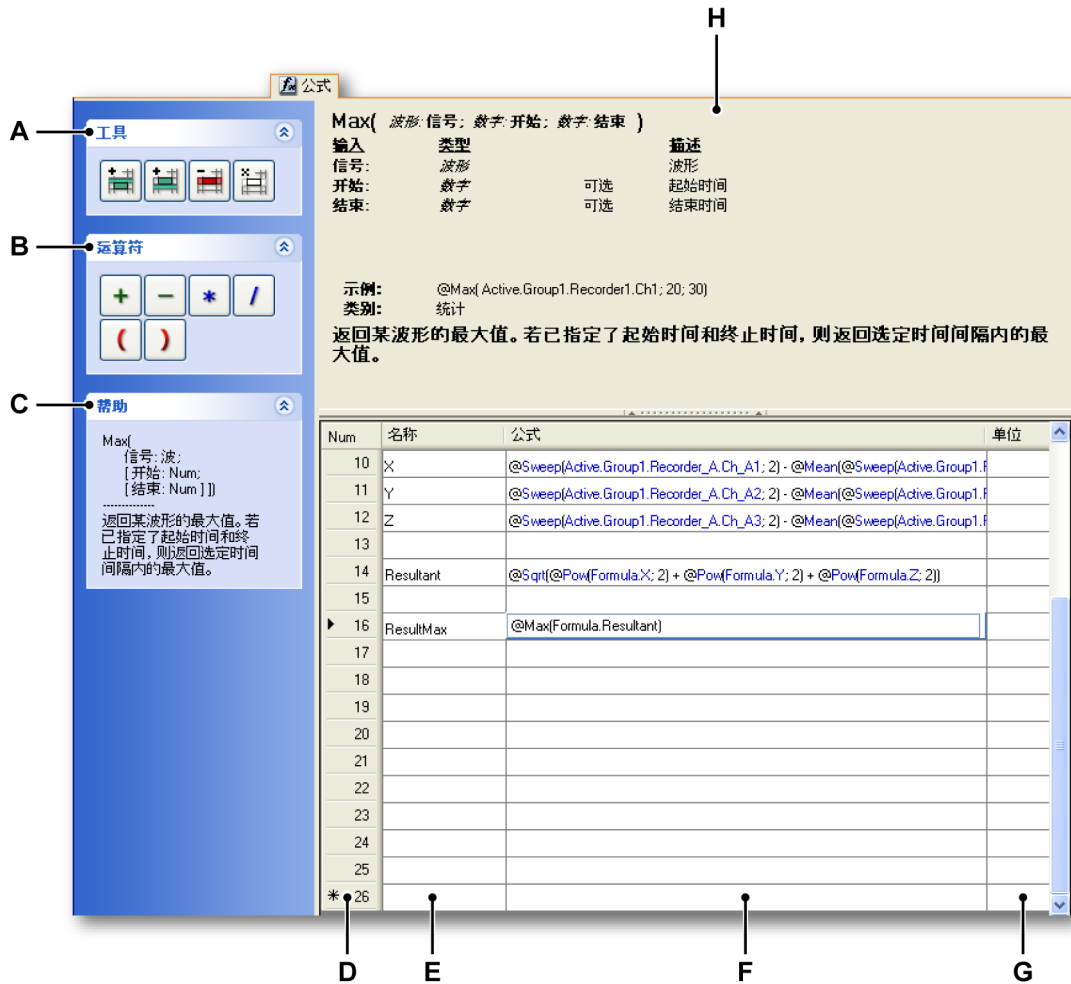 H
公式
A
工具
B
运算符
+ - * /
( )
C
帮助
Max(
信号: 波;
[ 开始: Num;
[ 结束: Num ] ])
--------------
返回某波形的最大值。若
已指定了起始时间和终
止时间，则返回选定时间
间隔内的最大值。
Max( 波形:信号; 数字:开始; 数字:结束 )
输入 类型 描述
信号: 波形 波形
开始: 数字 可选 起始时间
结束: 数字 可选 结束时间
示例: @Max( Active.Group1.Recorder1.Ch1; 20; 30)
类别: 统计
返回某波形的最大值。若已指定了起始时间和终止时间，则返回选定时间间隔内的最
大值。
Num 名称 公式 单位
10 X @Sweep(Active.Group1.Recorder_A.Ch_A1; 2) - @Mean(@Sweep(Active.Group1.
11 Y @Sweep(Active.Group1.Recorder_A.Ch_A2; 2) - @Mean(@Sweep(Active.Group1.
12 Z @Sweep(Active.Group1.Recorder_A.Ch_A3; 2) - @Mean(@Sweep(Active.Group1.
13
14 Resultant @Sqrt(@Pow(Formula.X; 2) + @Pow(Formula.Y; 2) + @Pow(Formula.Z; 2))
15
16 ResultMax @Max(Formula.Resultant)
17
18
19
20
21
22
23
24
25
* 26
D E F G